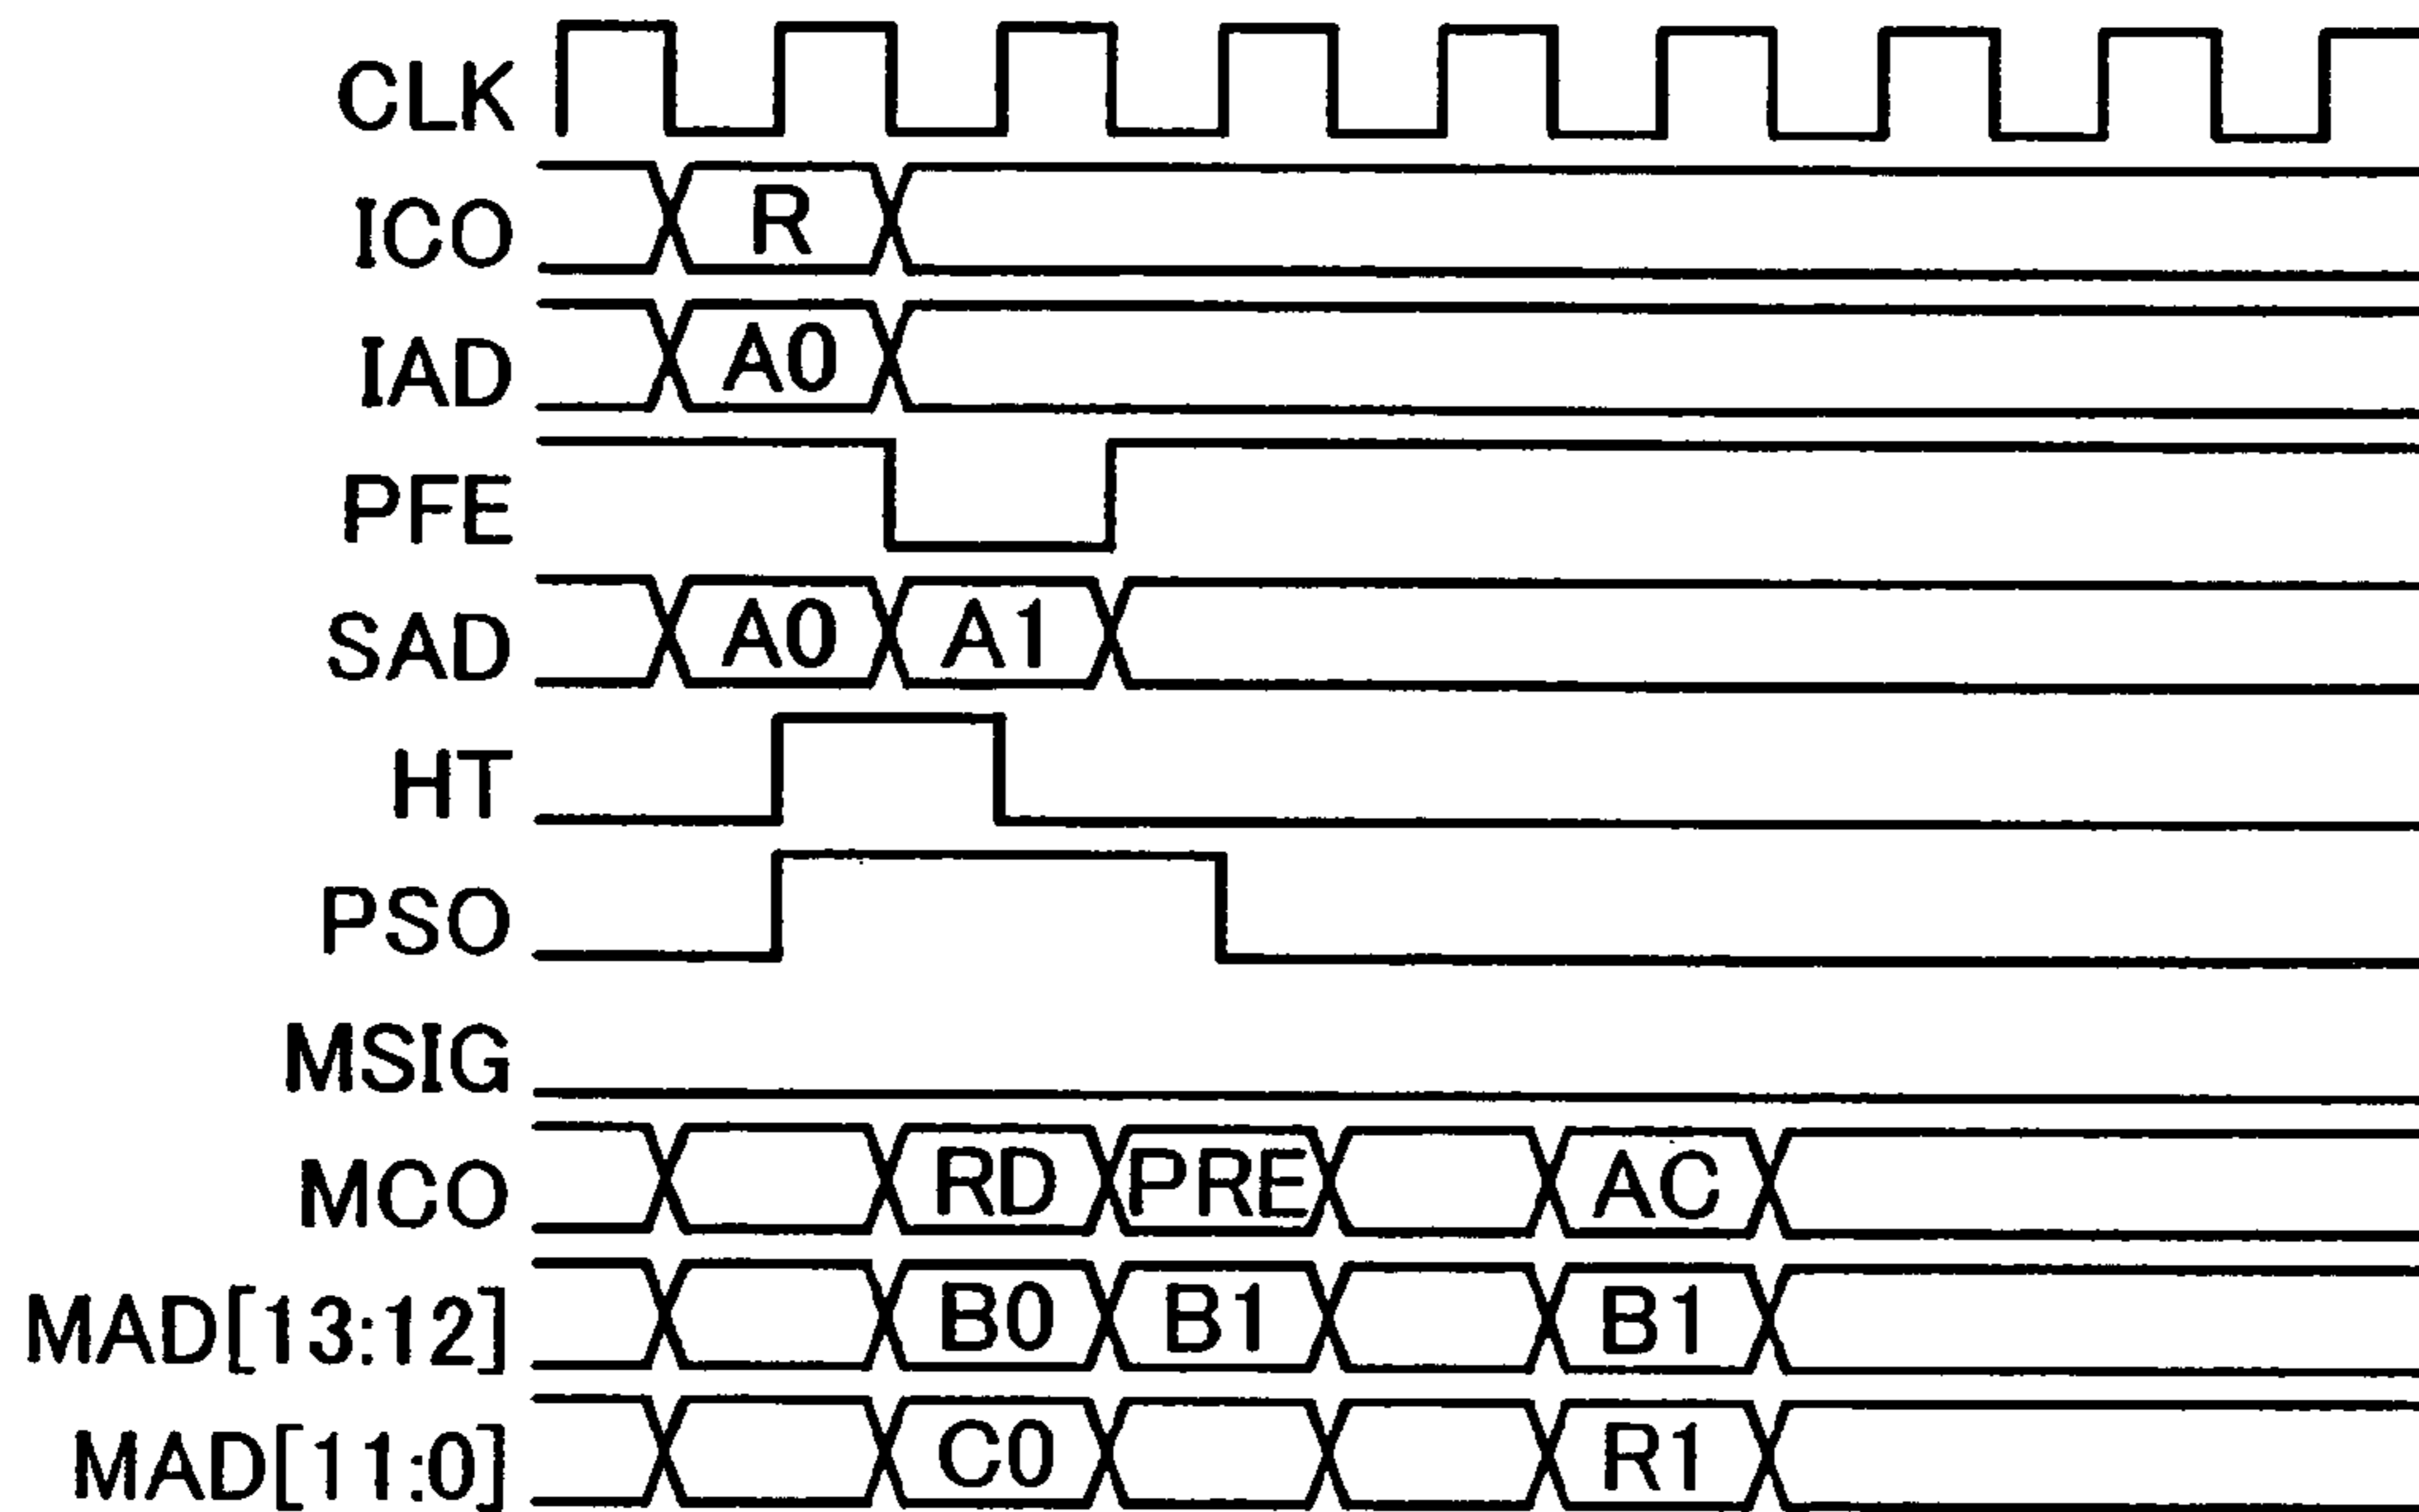 CLK
ICO R
IAD A0
PFE
SAD A0 A1
HT
PSO
MSIG
MCO RD PRE AC
MAD[13:12] B0 B1 B1
MAD[11:0] C0 R1